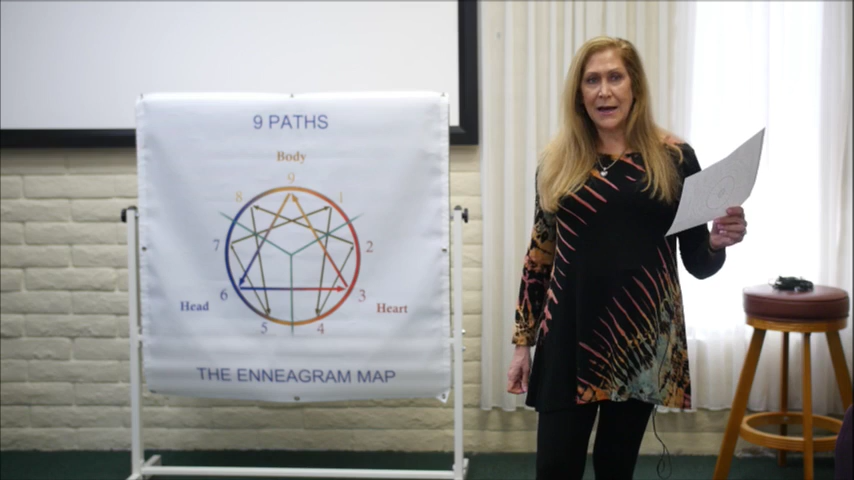 9 PATHS
Body
9
8 1
7 2
6 3
Head Heart
5 4
THE ENNEAGRAM MAP